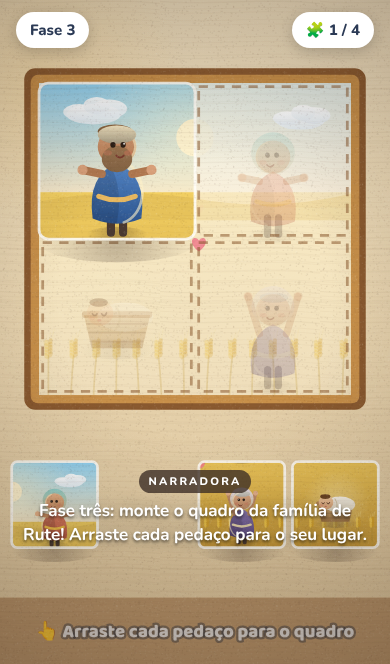 Fase 3
🧩 1 / 4
NARRADORA
Fase três: monte o quadro da família de
Rute! Arraste cada pedaço para o seu lugar.
👆 Arraste cada pedaço para o quadro